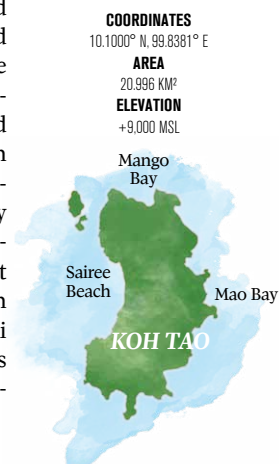 COORDINATES
10.1000° N, 99.8381° E
AREA
20.996 KM²
ELEVATION
+9,000 MSL
Mango
Bay
Sairee
Beach
Mao Bay
KOH TAO